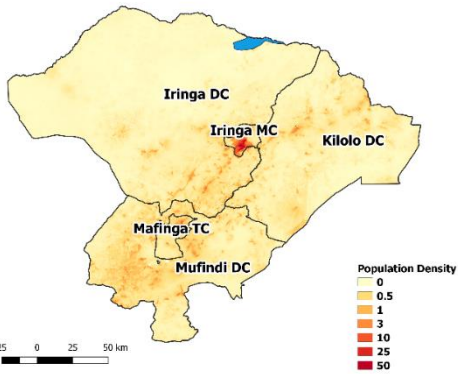 Iringa DC
Iringa MC
Kilolo DC
Mafinga TC
Mufindi DC
Population Density
0
0.5
1
3
10
25
50
25 0 25 50 km